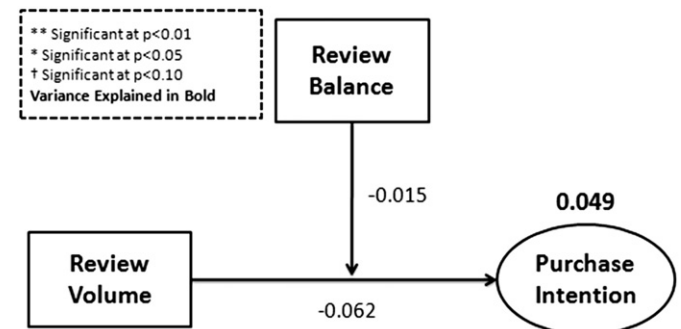 ** Significant at p<0.01
* Significant at p<0.05
† Significant at p<0.10
Variance Explained in Bold
Review
Balance
-0.015
0.049
Review
Volume
-0.062
Purchase
Intention